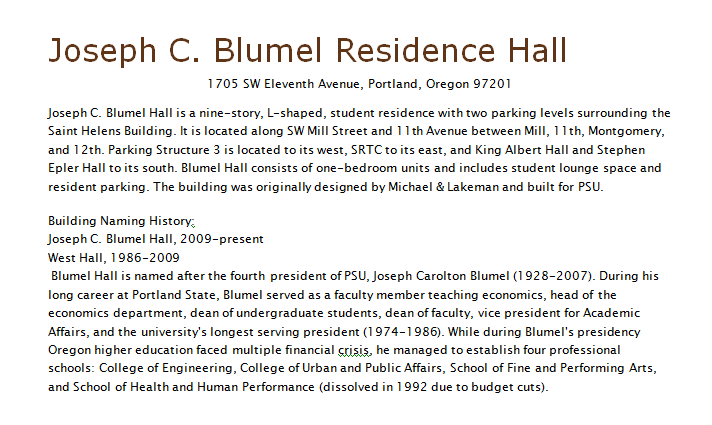 Joseph C. Blumel Residence Hall
1705 SW Eleventh Avenue, Portland, Oregon 97201
Joseph C. Blumel Hall is a nine-story, L-shaped, student residence with two parking levels surrounding the
Saint Helens Building. It is located along SW Mill Street and 11th Avenue between Mill, 11th, Montgomery,
and 12th. Parking Structure 3 is located to its west, SRTC to its east, and King Albert Hall and Stephen
Epler Hall to its south. Blumel Hall consists of one-bedroom units and includes student lounge space and
resident parking. The building was originally designed by Michael & Lakeman and built for PSU.
Building Naming History:
Joseph C. Blumel Hall, 2009-present
West Hall, 1986-2009
Blumel Hall is named after the fourth president of PSU, Joseph Carolton Blumel (1928-2007). During his
long career at Portland State, Blumel served as a faculty member teaching economics, head of the
economics department, dean of undergraduate students, dean of faculty, vice president for Academic
Affairs, and the university's longest serving president (1974-1986). While during Blumel's presidency
Oregon higher education faced multiple financial crisis, he managed to establish four professional
schools: College of Engineering, College of Urban and Public Affairs, School of Fine and Performing Arts,
and School of Health and Human Performance (dissolved in 1992 due to budget cuts).